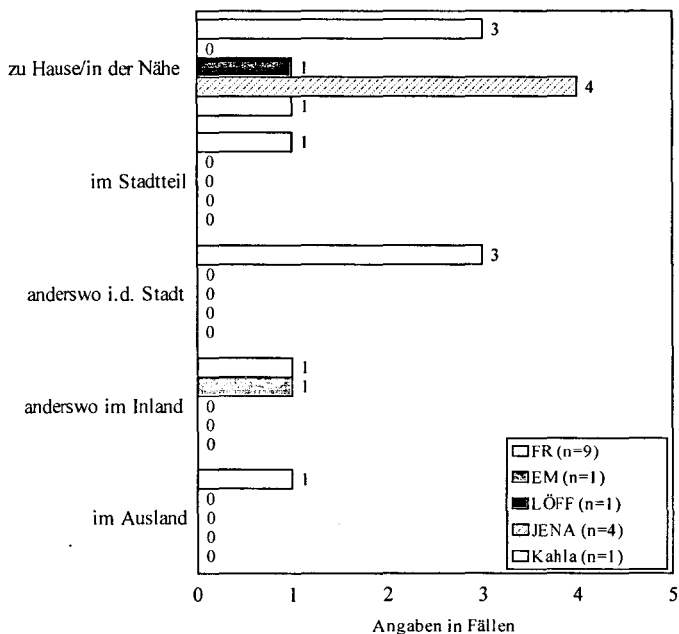 3
0
zu Hause/in der Nähe
1
4
1
1
0
im Stadtteil
0
0
0
3
0
anderswo i.d. Stadt
0
0
0
1
1
anderswo im Inland
0
0
0
1
0
im Ausland
0
0
0
FR (n=9)
EM (n=1)
LÖFF (n=1)
JENA (n=4)
Kahla (n=1)
0 1 2 3 4 5
Angaben in Fällen